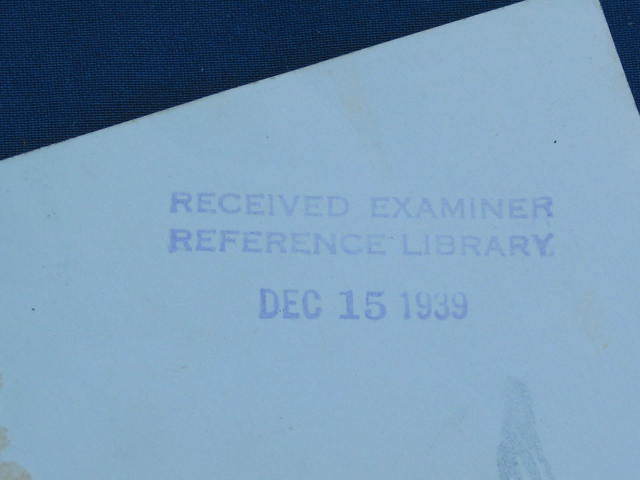 RECEIVED EXAMINER
REFERENCE LIBRARY
DEC 15 1939